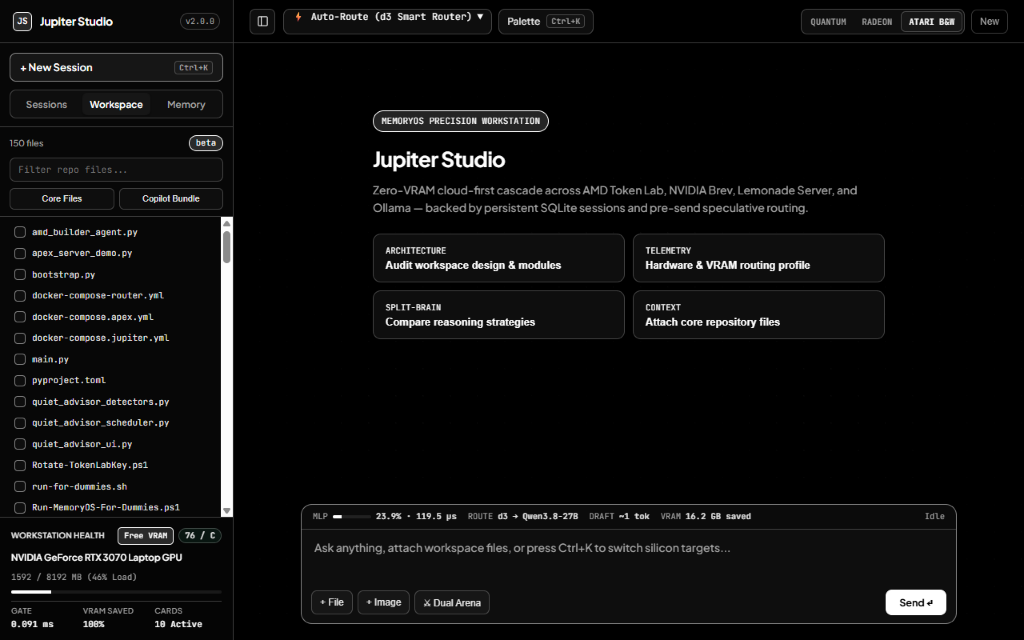 JS Jupiter Studio v2.0.0
+ New Session Ctrl+K
Sessions Workspace Memory
150 files beta
Filter repo files...
Core Files Copilot Bundle
amd_builder_agent.py
apex_server_demo.py
bootstrap.py
docker-compose-router.yml
docker-compose.apex.yml
docker-compose.jupiter.yml
main.py
pyproject.toml
quiet_advisor_detectors.py
quiet_advisor_scheduler.py
quiet_advisor_ui.py
Rotate-TokenLabKey.ps1
run-for-dummies.sh
Run-MemoryOS-For-Dummies.ps1
WORKSTATION HEALTH Free VRAM 76 / C
NVIDIA GeForce RTX 3070 Laptop GPU
1592 / 8192 MB (46% Load)
GATE VRAM SAVED CARDS
0.091 ms 100% 10 Active
Auto-Route (d3 Smart Router) ▼ Palette Ctrl+K QUANTUM RADEON ATARI B&W New
MEMORYOS PRECISION WORKSTATION
Jupiter Studio
Zero-VRAM cloud-first cascade across AMD Token Lab, NVIDIA Brev, Lemonade Server, and
Ollama — backed by persistent SQLite sessions and pre-send speculative routing.
ARCHITECTURE
Audit workspace design & modules
TELEMETRY
Hardware & VRAM routing profile
SPLIT-BRAIN
Compare reasoning strategies
CONTEXT
Attach core repository files
MLP 23.9% • 119.5 µs ROUTE d3 → Qwen3.8-27B DRAFT ~1 tok VRAM 16.2 GB saved Idle
Ask anything, attach workspace files, or press Ctrl+K to switch silicon targets...
+ File + Image ⚔ Dual Arena Send ⏎